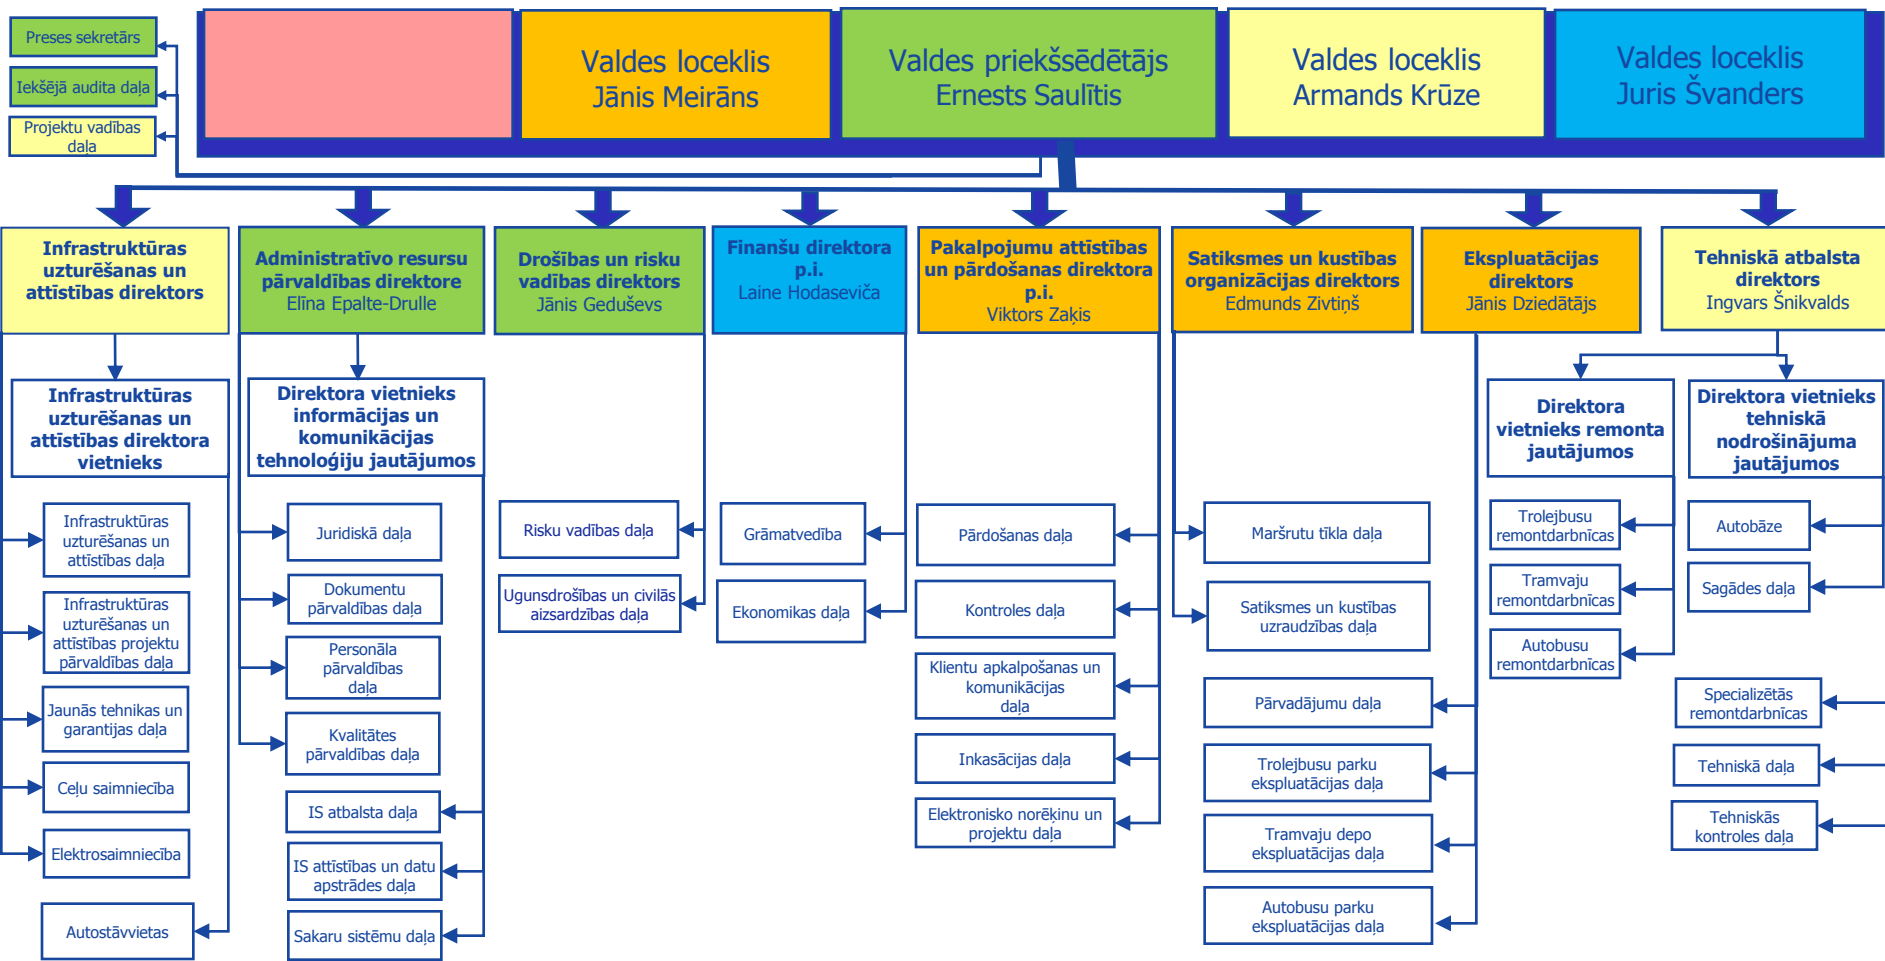 Preses sekretārs
Iekšējā audita daļa
Projektu vadības
daļa
Valdes loceklis
Jānis Meirāns
Valdes priekšsēdētājs
Ernests Saulītis
Valdes loceklis
Armands Krūze
Valdes loceklis
Juris Švanders
Infrastruktūras
uzturēšanas un
attīstības direktors
Administratīvo resursu
pārvaldības direktore
Elīna Epalte-Drulle
Drošības un risku
vadības direktors
Jānis Geduševs
Finanšu direktora
p.i.
Laine Hodaseviča
Pakalpojumu attīstības
un pārdošanas direktora
p.i.
Viktors Zaķis
Satiksmes un kustības
organizācijas direktors
Edmunds Zivtiņš
Ekspluatācijas
direktors
Jānis Dziedātājs
Tehniskā atbalsta
direktors
Ingvars Šnikvalds
Infrastruktūras
uzturēšanas un
attīstības direktora
vietnieks
Direktora vietnieks
informācijas un
komunikācijas
tehnoloģiju jautājumos
Direktora
vietnieks remonta
jautājumos
Direktora vietnieks
tehniskā
nodrošinājuma
jautājumos
Infrastruktūras
uzturēšanas un
attīstības daļa
Infrastruktūras
uzturēšanas un
attīstības projektu
pārvaldības daļa
Jaunās tehnikas un
garantijas daļa
Ceļu saimniecība
Elektrosaimniecība
Autostāvvietas
Juridiskā daļa
Dokumentu
pārvaldības daļa
Personāla
pārvaldības
daļa
Kvalitātes
pārvaldības daļa
IS atbalsta daļa
IS attīstības un datu
apstrādes daļa
Sakaru sistēmu daļa
Risku vadības daļa
Ugunsdrošības un civilās
aizsardzības daļa
Grāmatvedība
Ekonomikas daļa
Pārdošanas daļa
Kontroles daļa
Klientu apkalpošanas un
komunikācijas
daļa
Inkasācijas daļa
Elektronisko norēķinu un
projektu daļa
Maršrutu tīkla daļa
Satiksmes un kustības
uzraudzības daļa
Pārvadājumu daļa
Trolejbusu parku
ekspluatācijas daļa
Tramvaju depo
ekspluatācijas daļa
Autobusu parku
ekspluatācijas daļa
Trolejbusu
remontdarbnīcas
Tramvaju
remontdarbnīcas
Autobusu
remontdarbnīcas
Autobāze
Sagādes daļa
Specializētās
remontdarbnīcas
Tehniskā daļa
Tehniskās
kontroles daļa